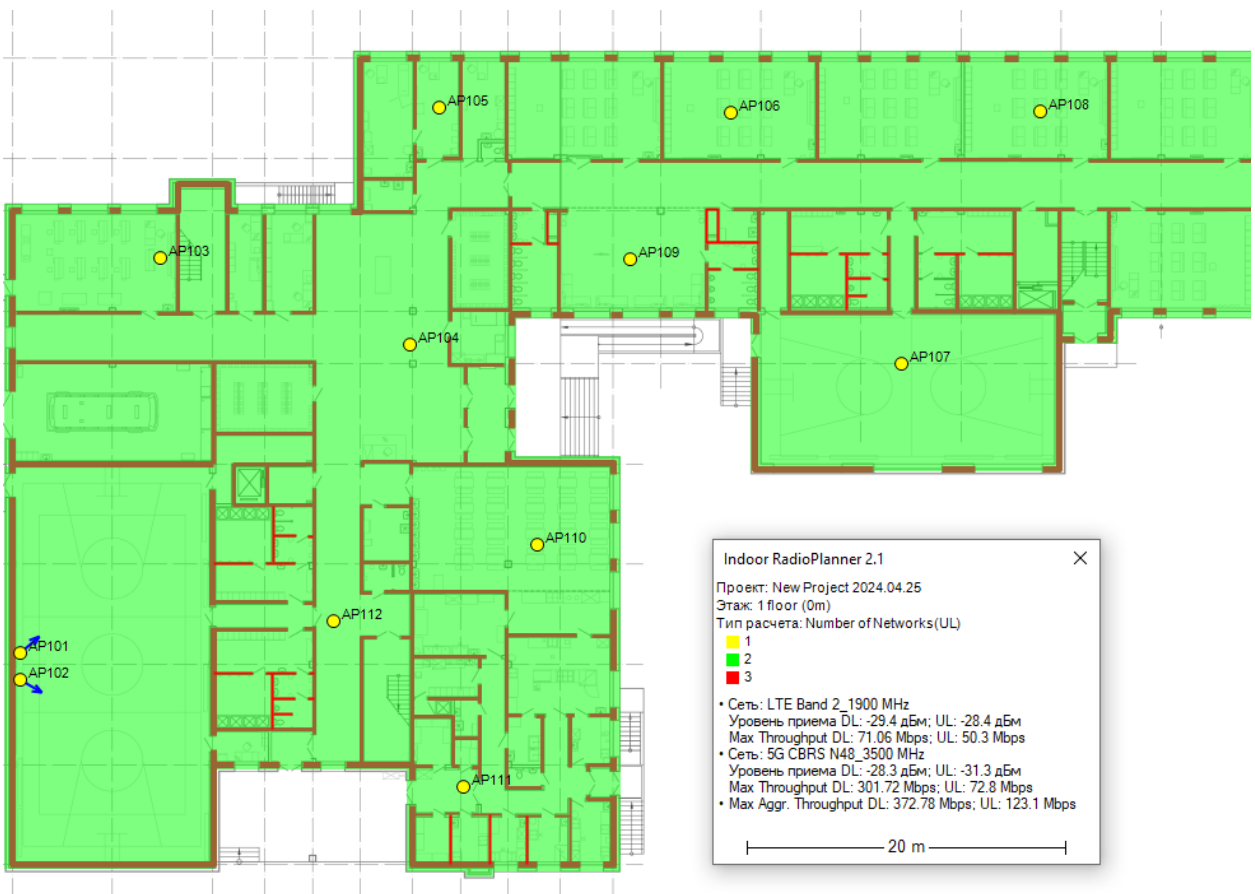 AP105
AP106
AP108
AP103
AP109
AP104
AP107
AP110
AP112
AP101
AP102
AP111
Indoor RadioPlanner 2.1
Проект: New Project 2024.04.25
Этаж: 1 floor (0m)
Тип расчета: Number of Networks(UL)
1
2
3
• Сеть: LTE Band 2_1900 MHz
Уровень приема DL: -29.4 дБм; UL: -28.4 дБм
Max Throughput DL: 71.06 Mbps; UL: 50.3 Mbps
• Сеть: 5G CBRS N48_3500 MHz
Уровень приема DL: -28.3 дБм; UL: -31.3 дБм
Max Throughput DL: 301.72 Mbps; UL: 72.8 Mbps
• Max Aggr. Throughput DL: 372.78 Mbps; UL: 123.1 Mbps
20 m